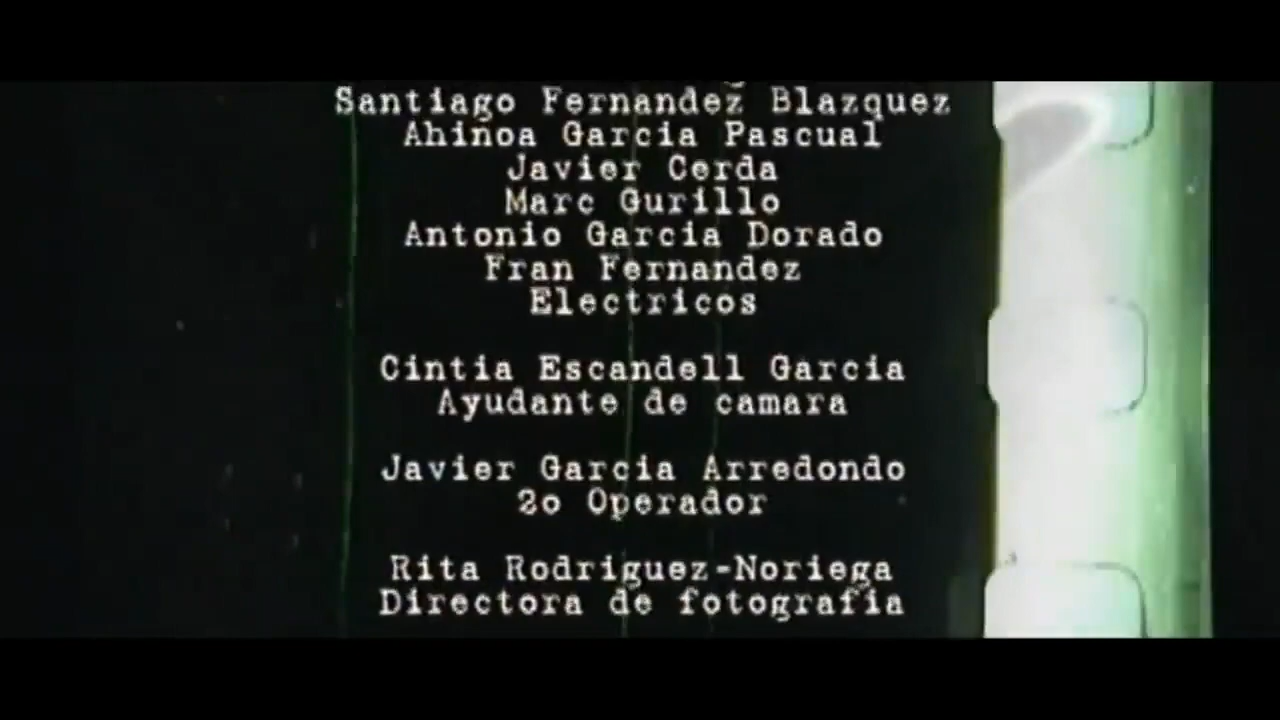 Santiago Fernandez Blazquez
Ahinoa Garcia Pascual
Javier Cerda
Marc Gurillo
Antonio Garcia Dorado
Fran Fernandez
Electricos
Cintia Escandell Garcia
Ayudante de camara
Javier Garcia Arredondo
2o Operador
Rita Rodriguez-Noriega
Directora de fotografia